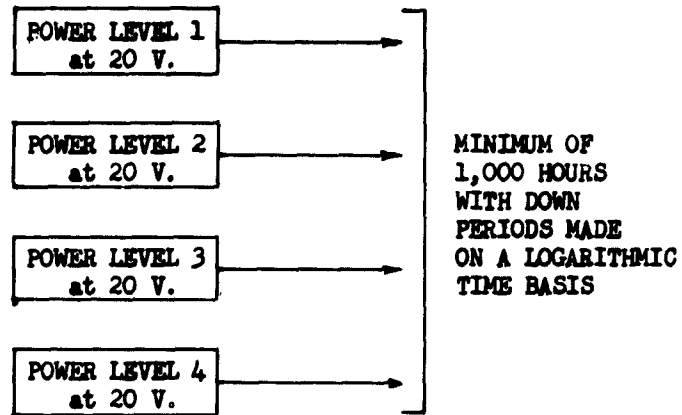 POWER LEVEL 1
at 20 V.
POWER LEVEL 2
at 20 V.
POWER LEVEL 3
at 20 V.
POWER LEVEL 4
at 20 V.
MINIMUM OF
1,000 HOURS
WITH DOWN
PERIODS MADE
ON A LOGARITHMIC
TIME BASIS